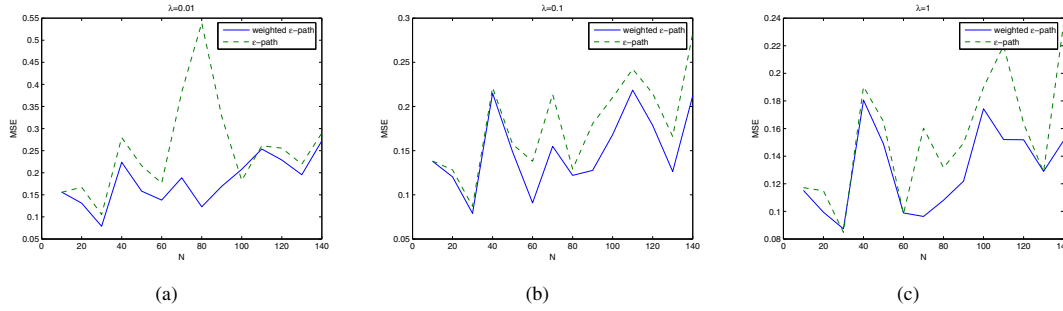 λ=0.01
0.55
0.5
0.45
0.4
0.35
0.3
0.25
0.2
0.15
0.1
0.05
MSE
weighted ε-path
ε-path
0
20
40
60
80
100
120
140
N
(a)
λ=0.1
0.3
0.25
0.2
0.15
0.1
0.05
MSE
weighted ε-path
ε-path
0
20
40
60
80
100
120
140
N
(b)
λ=1
0.24
0.22
0.2
0.18
0.16
0.14
0.12
0.1
0.08
MSE
weighted ε-path
ε-path
0
20
40
60
80
100
120
140
N
(c)